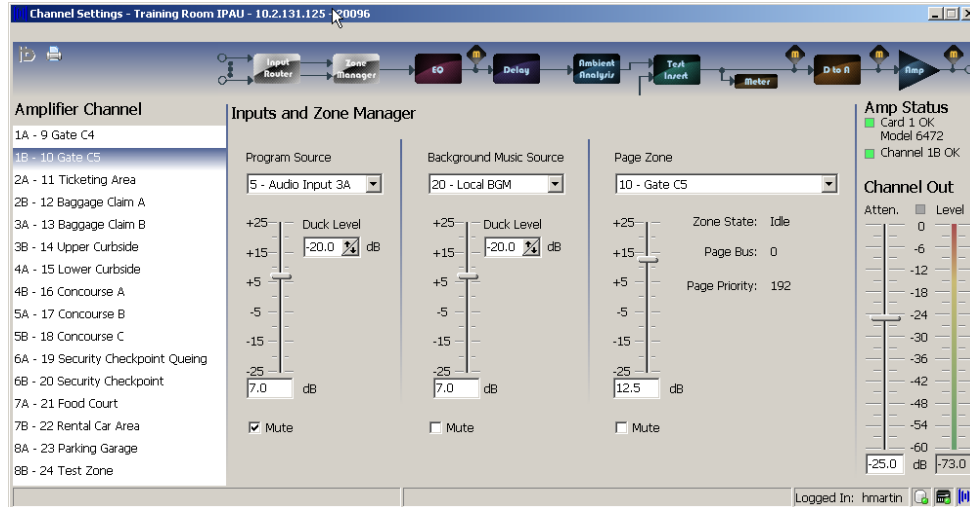 Channel Settings - Training Room IPAU - 10.2.131.125 - 20096
Input Router
Zone Manager
EQ
m
Delay
Ambient Analysis
Test Insert
Meter
m
D to A
m
Amp
m
Amplifier Channel
1A - 9 Gate C4
1B - 10 Gate C5
2A - 11 Ticketing Area
2B - 12 Baggage Claim A
3A - 13 Baggage Claim B
3B - 14 Upper Curbside
4A - 15 Lower Curbside
4B - 16 Concourse A
5A - 17 Concourse B
5B - 18 Concourse C
6A - 19 Security Checkpoint Queing
6B - 20 Security Checkpoint
7A - 21 Food Court
7B - 22 Rental Car Area
8A - 23 Parking Garage
8B - 24 Test Zone
Inputs and Zone Manager
Program Source
5 - Audio Input 3A
+25
+15
+5
-5
-15
-25
Duck Level
-20.0 dB
7.0 dB
Mute
Background Music Source
20 - Local BGM
+25
+15
+5
-5
-15
-25
Duck Level
-20.0 dB
7.0 dB
Mute
Page Zone
10 - Gate C5
+25
+15
+5
-5
-15
-25
Zone State: Idle
Page Bus: 0
Page Priority: 192
12.5 dB
Mute
Amp Status
Card 1 OK
Model 6472
Channel 1B OK
Channel Out
Atten. Level
0
-6
-12
-18
-24
-30
-36
-42
-48
-54
-60
-25.0 dB -73.0
Logged In: hmartin